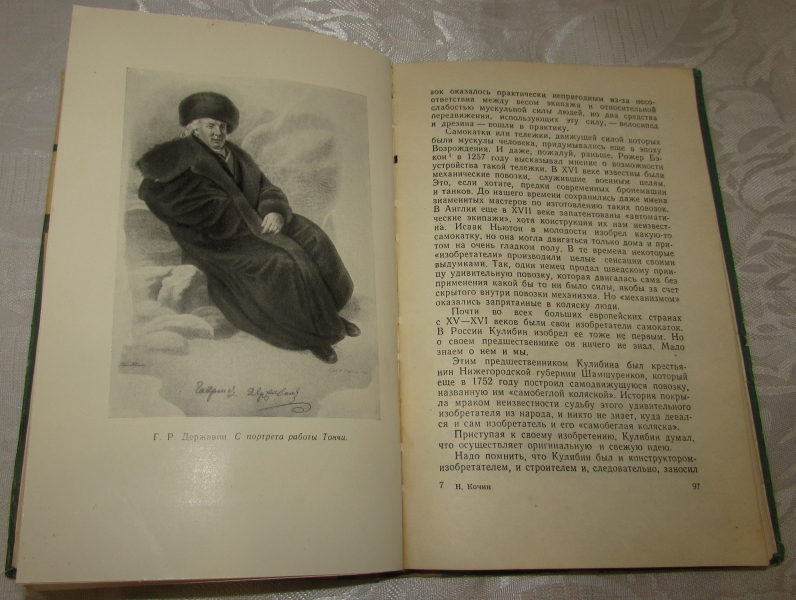 Гавриил Державин
Г. Р. Державин. С портрета работы Тончи.
вок оказалось практически непригодным из-за несо-
ответствия между весом экипажа и относительной
слабостью мускульной силы людей, но два средства
передвижения, использующих эту силу, — велосипед
и дрезина — вошли в практику.
Самокатки или тележки, движущей силой которых
были мускулы человека, придумывались еще в эпоху
Возрождения. И даже, пожалуй, раньше. Рожер Бэ-
кон¹ в 1257 году высказывал мнение о возможности
устройства такой тележки. В XVI веке известны были
механические повозки, служившие военным целям.
Это, если хотите, предки современных бронемашин
и танков. До нашего времени сохранились даже имена
знаменитых мастеров по изготовлению таких повозок.
В Англии еще в XVII веке запатентованы «автомати-
ческие экипажи», хотя конструкция их нам неизвест-
на. Исаак Ньютон в молодости изобрел какую-то
самокатку, но она могла двигаться только дома и при-
том на очень гладком полу. В те времена некоторые
«изобретатели» производили целые сенсации своими
выдумками. Так, один немец продал шведскому прин-
цу удивительную повозку, которая двигалась сама без
применения какой бы то ни было силы, якобы за счет
скрытого внутри повозки механизма. Но «механизмом»
оказались запрятанные в коляску люди.
Почти во всех больших европейских странах
с XV—XVI веков были свои изобретатели самокаток.
В России Кулибин изобрел ее тоже не первым. Но
о своем предшественнике он ничего не знал. Мало
знаем о нем и мы.
Этим предшественником Кулибина был крестья-
нин Нижегородской губернии Шамшуренков, который
еще в 1752 году построил самодвижущуюся повозку,
названную им «самобеглой коляской». История покры-
ла мраком неизвестности судьбу этого удивительного
изобретателя из народа, и никто не знает, куда девал-
ся и сам изобретатель и его «самобеглая коляска».
Приступая к своему изобретению, Кулибин думал,
что осуществляет оригинальную и свежую идею.
Надо помнить, что Кулибин был и конструктором-
изобретателем, и строителем и, следовательно, заносил
7 Н. Кочин 97